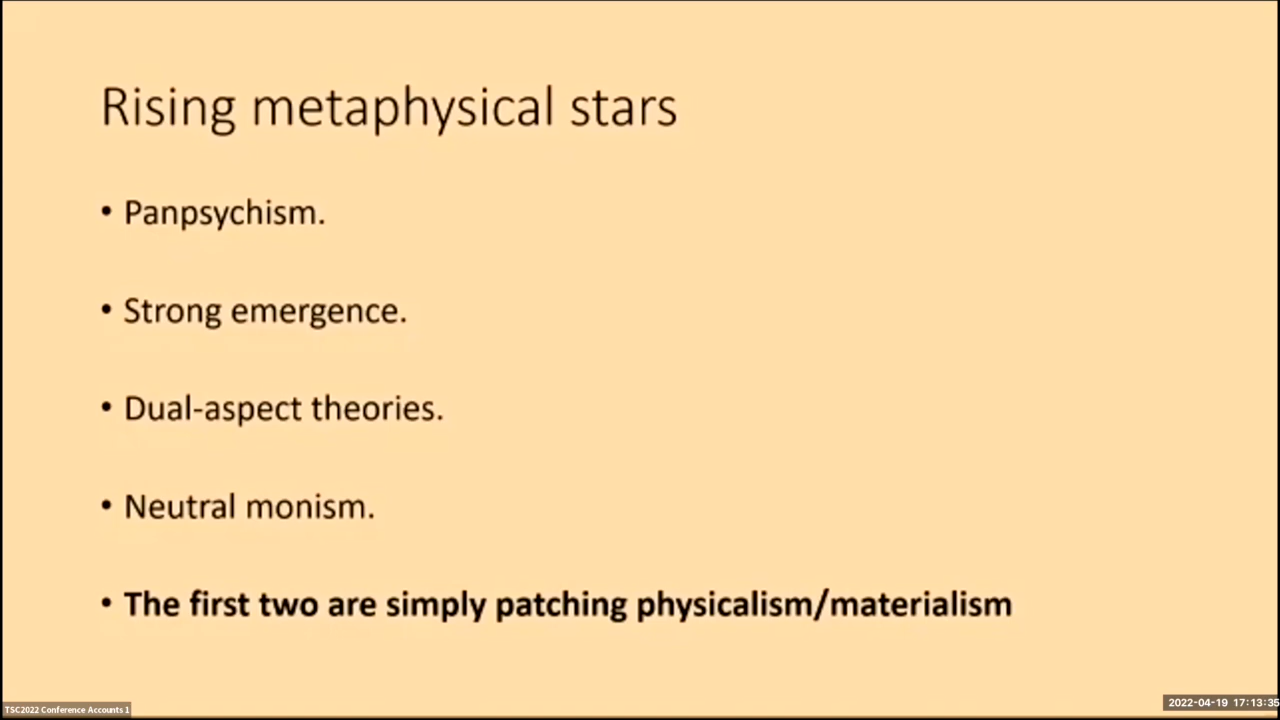 Rising metaphysical stars
• Panpsychism.
• Strong emergence.
• Dual-aspect theories.
• Neutral monism.
• The first two are simply patching physicalism/materialism
TSC2022 Conference Accounts 1
2022-04-19 17:13:35